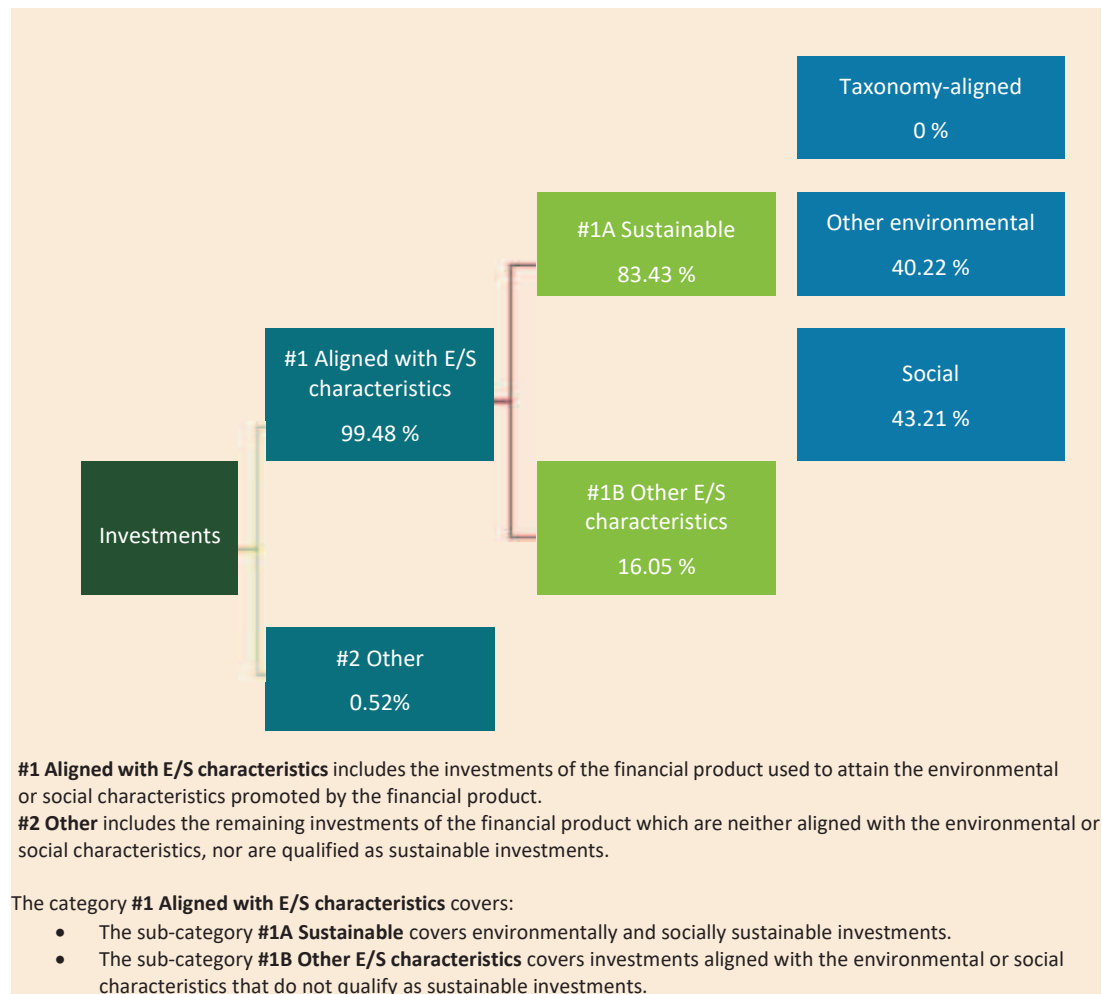 Taxonomy-aligned
0 %
#1A Sustainable
83.43 %
Other environmental
40.22 %
#1 Aligned with E/S
characteristics
99.48 %
Social
43.21 %
Investments
#1B Other E/S
characteristics
16.05 %
#2 Other
0.52%
#1 Aligned with E/S characteristics includes the investments of the financial product used to attain the environmental
or social characteristics promoted by the financial product.
#2 Other includes the remaining investments of the financial product which are neither aligned with the environmental or
social characteristics, nor are qualified as sustainable investments.
The category #1 Aligned with E/S characteristics covers:
• The sub-category #1A Sustainable covers environmentally and socially sustainable investments.
• The sub-category #1B Other E/S characteristics covers investments aligned with the environmental or social
characteristics that do not qualify as sustainable investments.